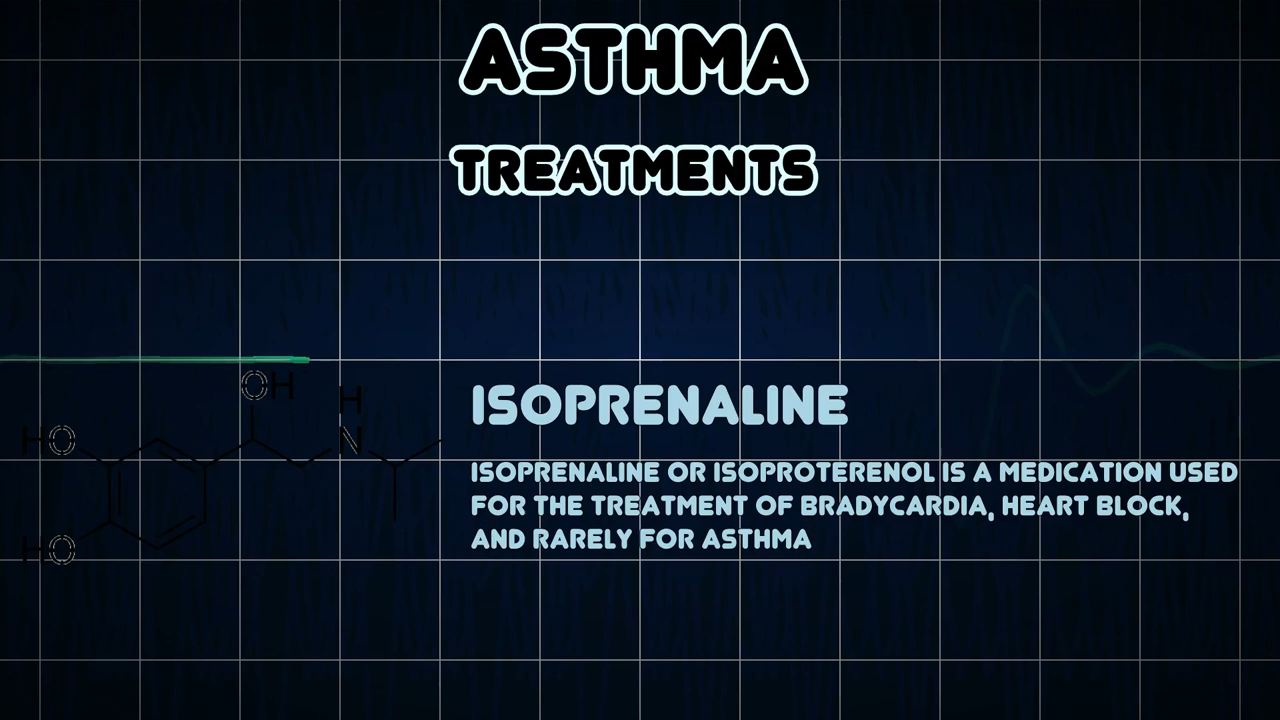 ASTHMA
TREATMENTS
OH
H
HO
N
HO
ISOPRENALINE
ISOPRENALINE OR ISOPROTERENOL IS A MEDICATION USED
FOR THE TREATMENT OF BRADYCARDIA, HEART BLOCK,
AND RARELY FOR ASTHMA